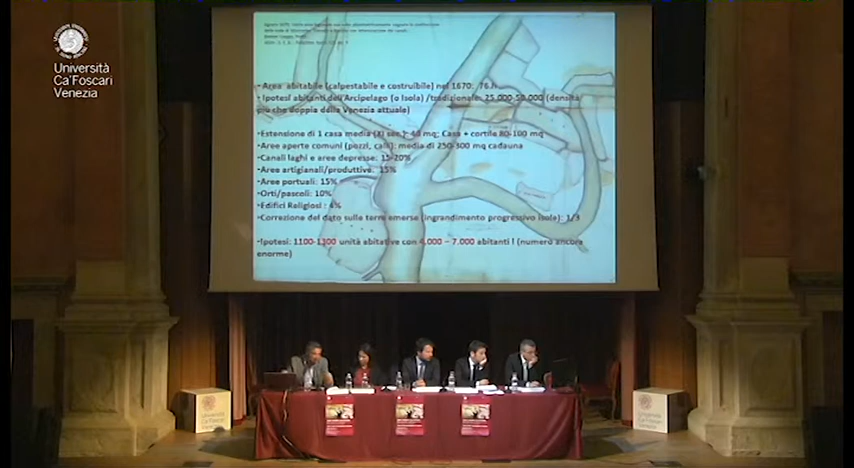 Università
Ca'Foscari
Venezia
•Area abitabile (calpestabile e costruibile) nel 1670: 76
•Ipotesi abitanti dell'Arcipelago (o Isola) /tradizionale: 25.000-50.000 (densità
più che doppia della Venezia attuale)
•Estensione di 1 casa media (XI sec.): 40 mq; Casa + cortile 80-100 mq
•Aree aperte comuni (pozzi, calli): media di 250-300 mq cadauna
•Canali laghi e aree depresse: 15-20%
•Aree artigianali/produttive: 15%
•Aree portuali: 15%
•Orti/pascoli: 10%
•Edifici Religiosi : 4%
•Correzione del dato sulle terre emerse (ingrandimento progressivo isole): 1/3
•Ipotesi: 1100-1300 unità abitative con 4.000 – 7.000 abitanti ! (numero ancora
enorme)